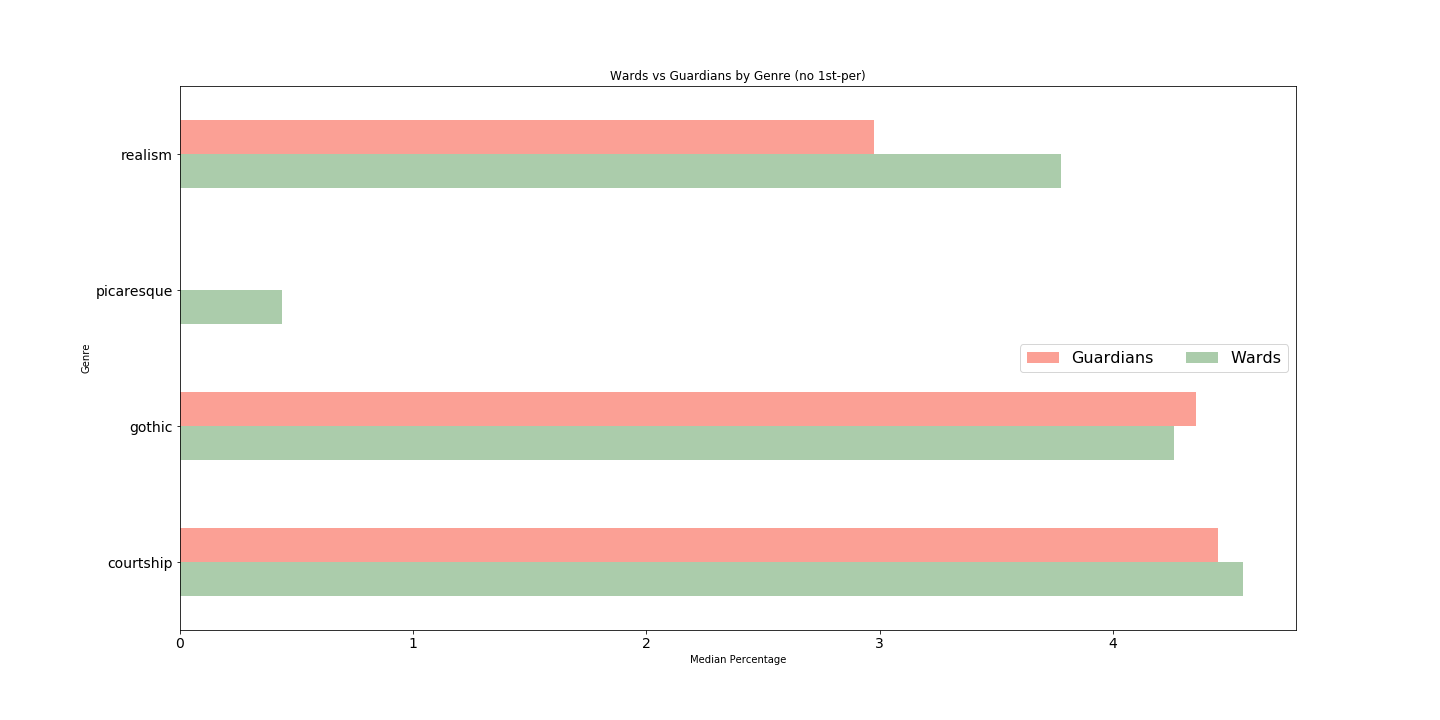 Wards vs Guardians by Genre (no 1st-per)
realism
picaresque
Genre
Guardians Wards
gothic
courtship
0 1 2 3 4
Median Percentage